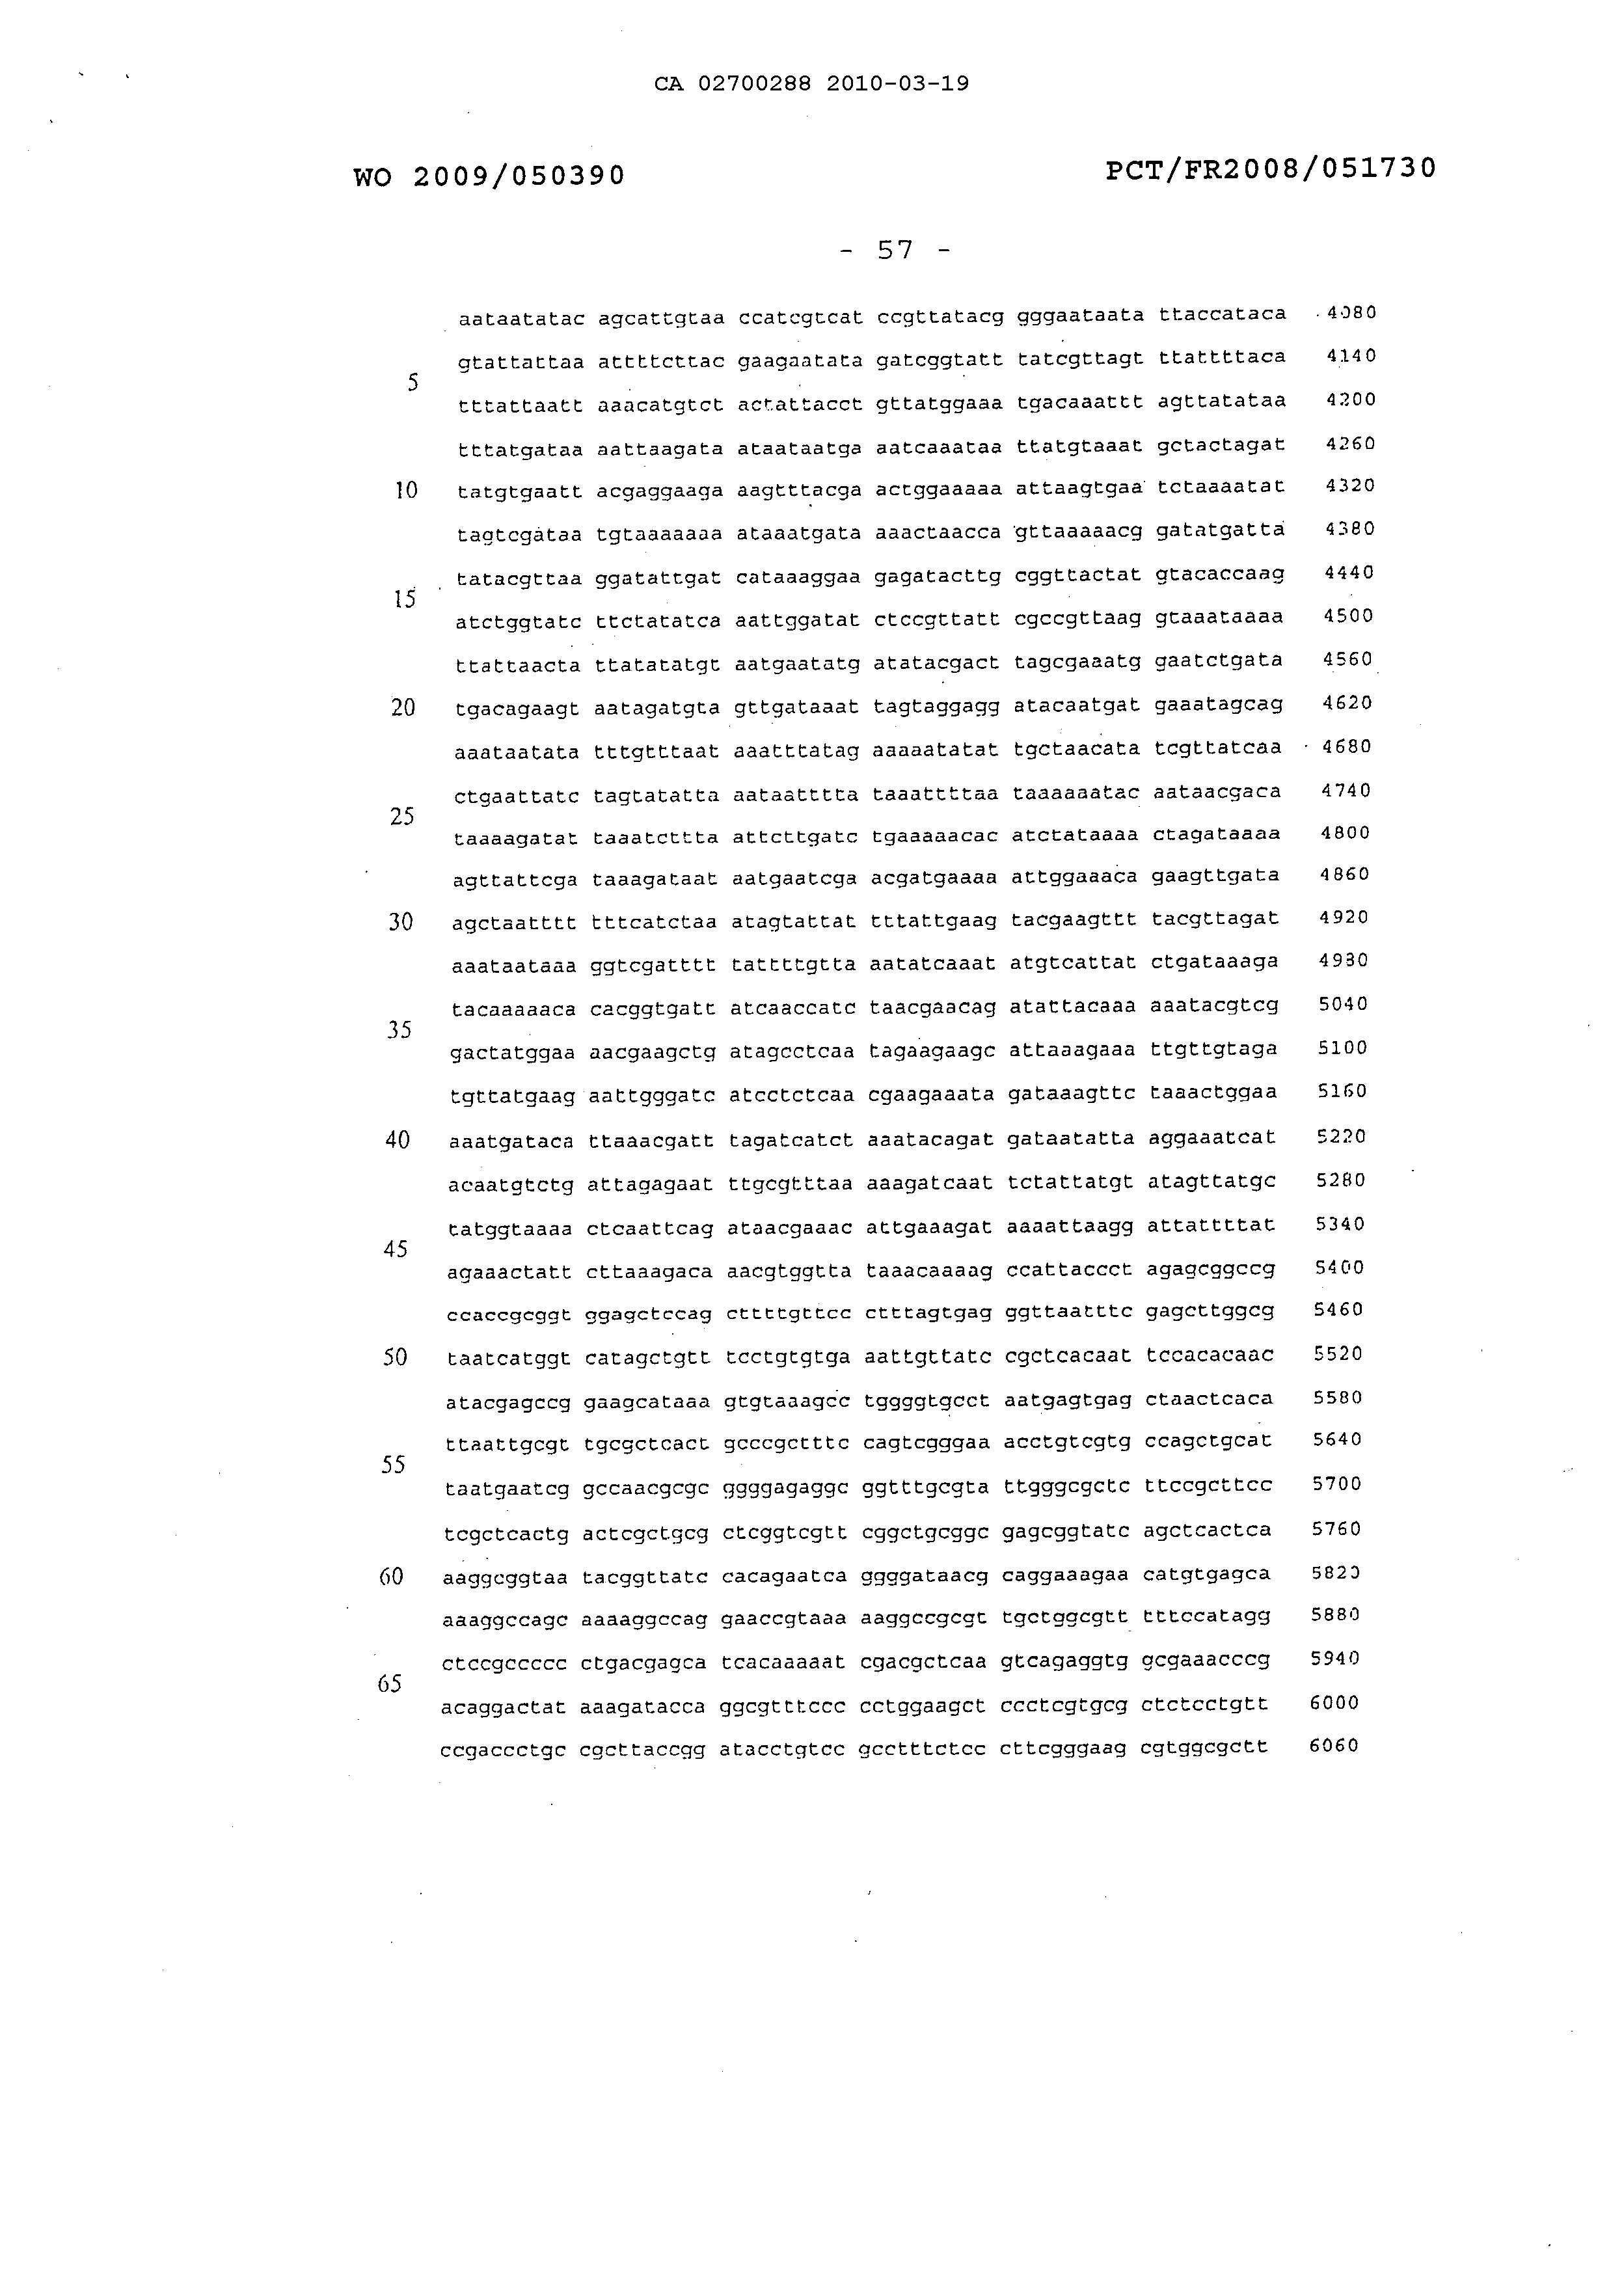 CA 02700288 2010-03-19
WO 2009/050390 PCT/FR2008/051730
- 57 -
aataatatac agcattgtaa ccatcgtcat ccgttatacg gggaataata ttaccataca 4080
gtattattaa attttcttac gaagaatata gatcggtatt tatcgttagt ttattttaca 4140
5
tttattaatt aaacatgtct actattacct gttatggaaa tgacaaattt agttatataa 4200
tttatgataa aattaagata ataataatga aatcaaataa ttatgtaaat gctactagat 4260
10 tatgtgaatt acgaggaaga aagtttacga actggaaaaa attaagtgaa tctaaaatat 4320
tagtcgataa tgtaaaaaaa ataaatgata aaactaacca gttaaaaacg gatatgatta 4380
tatacgttaa ggatattgat cataaaggaa gagatacttg cggttactat gtacaccaag 4440
15
atctggtatc ttctatatca aattggatat ctccgttatt cgccgttaag gtaaataaaa 4500
ttattaacta ttatatatgt aatgaatatg atatacgact tagcgaaatg gaatctgata 4560
20 tgacagaagt aatagatgta gttgataaat tagtaggagg atacaatgat gaaatagcag 4620
aaataatata tttgtttaat aaatttatag aaaaatatat tgctaacata tcgttatcaa 4680
ctgaattatc tagtatatta aataatttta taaattttaa taaaaaatac aataacgaca 4740
25
taaaagatat taaatcttta attcttgatc tgaaaaacac atctataaaa ctagataaaa 4800
agttattcga taaagataat aatgaatcga acgatgaaaa attggaaaca gaagttgata 4860
30 agctaatttt tttcatctaa atagtattat tttattgaag tacgaagttt tacgttagat 4920
aaataataaa ggtcgatttt tattttgtta aatatcaaat atgtcattat ctgataaaga 4980
tacaaaaaca cacggtgatt atcaaccatc taacgaacag atattacaaa aaatacgtcg 5040
35
gactatggaa aacgaagctg atagcctcaa tagaagaagc attaaagaaa ttgttgtaga 5100
tgttatgaag aattgggatc atcctctcaa cgaagaaata gataaagttc taaactggaa 5160
40 aaatgataca ttaaacgatt tagatcatct aaatacagat gataatatta aggaaatcat 5220
acaatgtctg attagagaat ttgcgtttaa aaagatcaat tctattatgt atagttatgc 5280
tatggtaaaa ctcaattcag ataacgaaac attgaaagat aaaattaagg attattttat 5340
45
agaaactatt cttaaagaca aacgtggtta taaacaaaag ccattaccct agagcggccg 5400
ccaccgcggt ggagctccag cttttgttcc ctttagtgag ggttaatttc gagcttggcg 5460
50 taatcatggt catagctgtt tcctgtgtga aattgttatc cgctcacaat tccacacaac 5520
atacgagccg gaagcataaa gtgtaaagcc tggggtgcct aatgagtgag ctaactcaca 5580
ttaattgcgt tgcgctcact gcccgctttc cagtcgggaa acctgtcgtg ccagctgcat 5640
55
taatgaatcg gccaacgcgc ggggagaggc ggtttgcgta ttgggcgctc ttccgcttcc 5700
tcgctcactg actcgctgcg ctcggtcgtt cggctgcggc gagcggtatc agctcactca 5760
60 aaggcggtaa tacggttatc cacagaatca ggggataacg caggaaagaa catgtgagca 5820
aaaggccagc aaaaggccag gaaccgtaaa aaggccgcgt tgctggcgtt tttccatagg 5880
ctccgccccc ctgacgagca tcacaaaaat cgacgctcaa gtcagaggtg gcgaaacccg 5940
65
acaggactat aaagatacca ggcgtttccc cctggaagct ccctcgtgcg ctctcctgtt 6000
ccgaccctgc cgcttaccgg atacctgtcc gcctttctcc cttcgggaag cgtggcgctt 6060